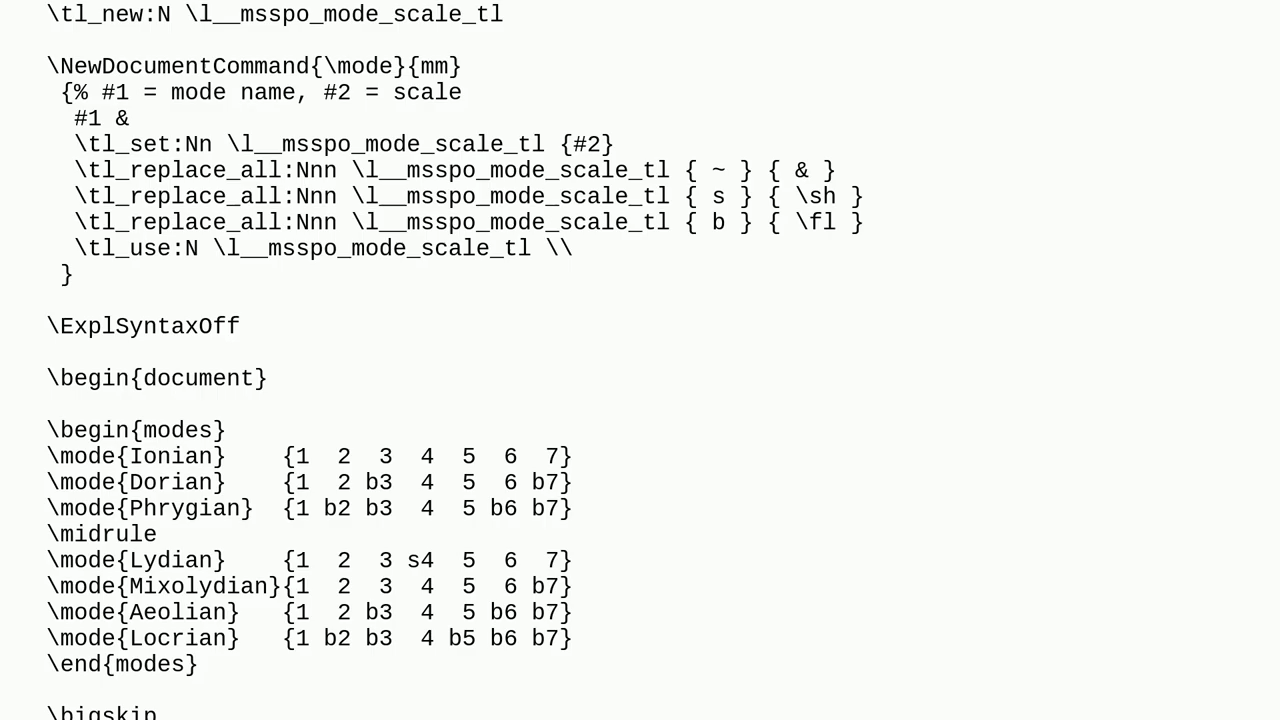 \tl_new:N \l__msspo_mode_scale_tl

\NewDocumentCommand{\mode}{mm}
 {% #1 = mode name, #2 = scale
  #1 &
  \tl_set:Nn \l__msspo_mode_scale_tl {#2}
  \tl_replace_all:Nnn \l__msspo_mode_scale_tl { ~ } { & }
  \tl_replace_all:Nnn \l__msspo_mode_scale_tl { s } { \sh }
  \tl_replace_all:Nnn \l__msspo_mode_scale_tl { b } { \fl }
  \tl_use:N \l__msspo_mode_scale_tl \\
 }

\ExplSyntaxOff

\begin{document}

\begin{modes}
\mode{Ionian}    {1  2  3  4  5  6  7}
\mode{Dorian}    {1  2 b3  4  5  6 b7}
\mode{Phrygian}  {1 b2 b3  4  5 b6 b7}
\midrule
\mode{Lydian}    {1  2  3 s4  5  6  7}
\mode{Mixolydian}{1  2  3  4  5  6 b7}
\mode{Aeolian}   {1  2 b3  4  5 b6 b7}
\mode{Locrian}   {1 b2 b3  4 b5 b6 b7}
\end{modes}

\bigskip